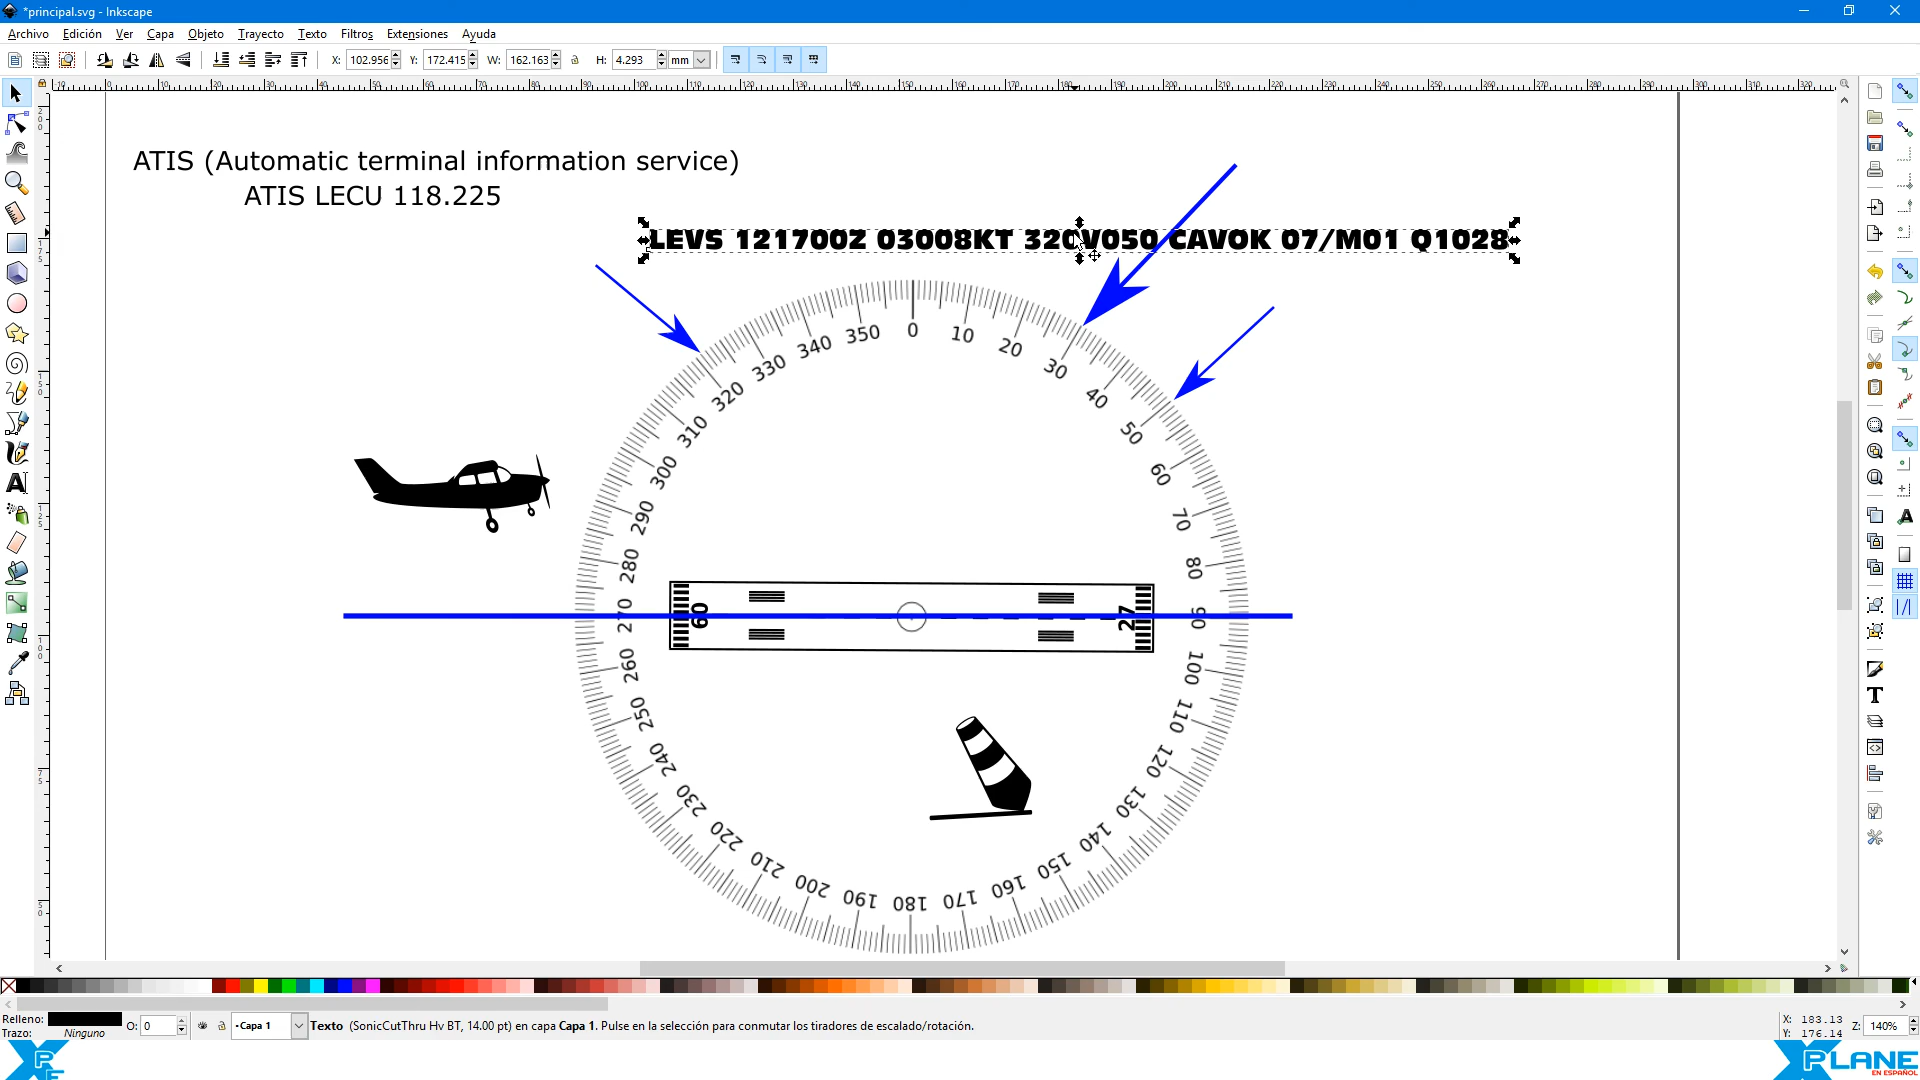 *principal.svg - Inkscape
Archivo Edición Ver Capa Objeto Trayecto Texto Filtros Extensiones Ayuda
X: 102.956 Y: 172.415 W: 162.163 H: 4.293 mm
ATIS (Automatic terminal information service)
ATIS LECU 118.225
LEVS 121700Z 03008KT 320V050 CAVOK 07/M01 Q1028
0 10 20 30 40 50 60 70 80 90 100 110 120 130 140 150 160 170 180 190 200 210 220 230 240 250 260 270 280 290 300 310 320 330 340 350
09 27
Relleno: O: 0 Capa 1 Texto (SonicCutThru Hv BT, 14.00 pt) en capa Capa 1. Pulse en la selección para conmutar los tiradores de escalado/rotación. X: 183.13 Z: 140%
Trazo: Ninguno Y: 176.14
XPE
X PLANE
EN ESPAÑOL